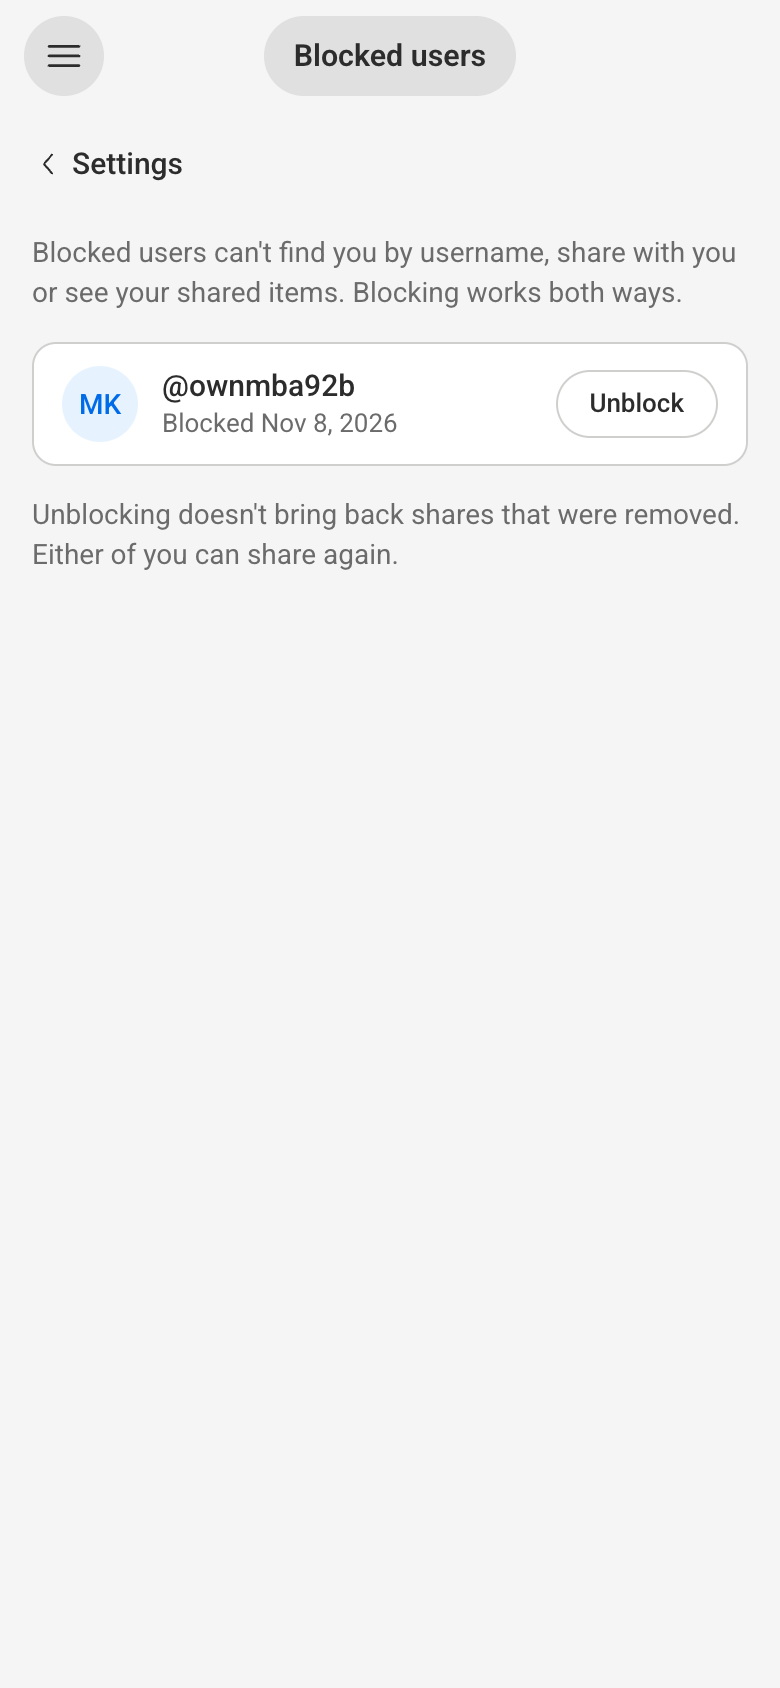 Blocked users
Settings
Blocked users can't find you by username, share with you
or see your shared items. Blocking works both ways.
MK
@ownmba92b
Blocked Nov 8, 2026
Unblock
Unblocking doesn't bring back shares that were removed.
Either of you can share again.